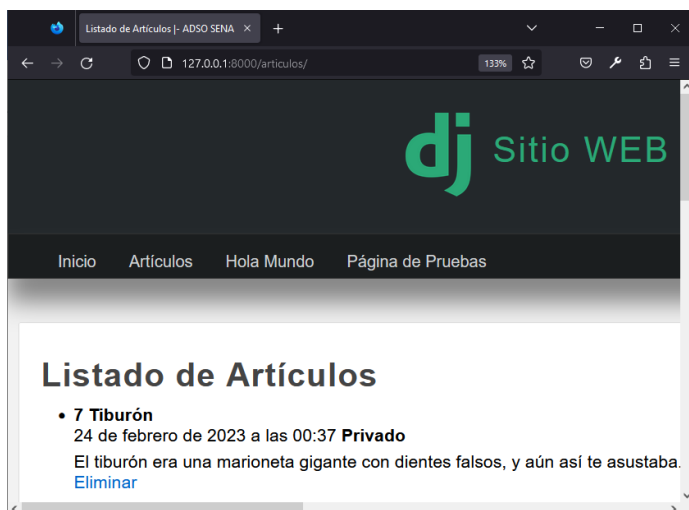 Listado de Artículos |- ADSO SENA
127.0.0.1:8000/articulos/
133%
dj Sitio WEB
Inicio Artículos Hola Mundo Página de Pruebas
Listado de Artículos
7 Tiburón
24 de febrero de 2023 a las 00:37 Privado
El tiburón era una marioneta gigante con dientes falsos, y aún así te asustaba.
Eliminar